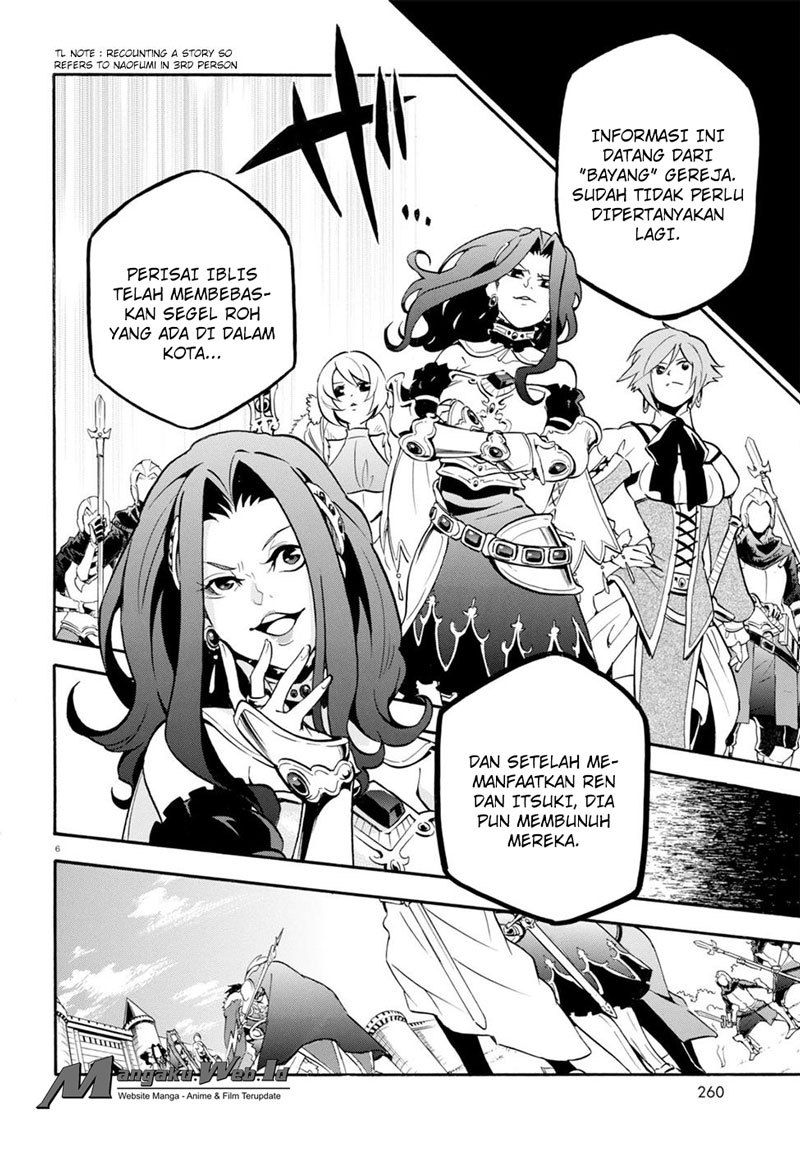 TL NOTE : RECOUNTING A STORY SO
REFERS TO NAOFUMI IN 3RD PERSON
INFORMASI INI
DATANG DARI
"BAYANG" GEREJA.
SUDAH TIDAK PERLU
DIPERTANYAKAN
LAGI.
PERISAI IBLIS
TELAH MEMBEBAS-
KAN SEGEL ROH
YANG ADA DI DALAM
KOTA...
DAN SETELAH ME-
MANFAATKAN REN
DAN ITSUKI, DIA
PUN MEMBUNUH
MEREKA.
6
Mangaku.Web.Id
Website Manga - Anime & Film Terupdate
260